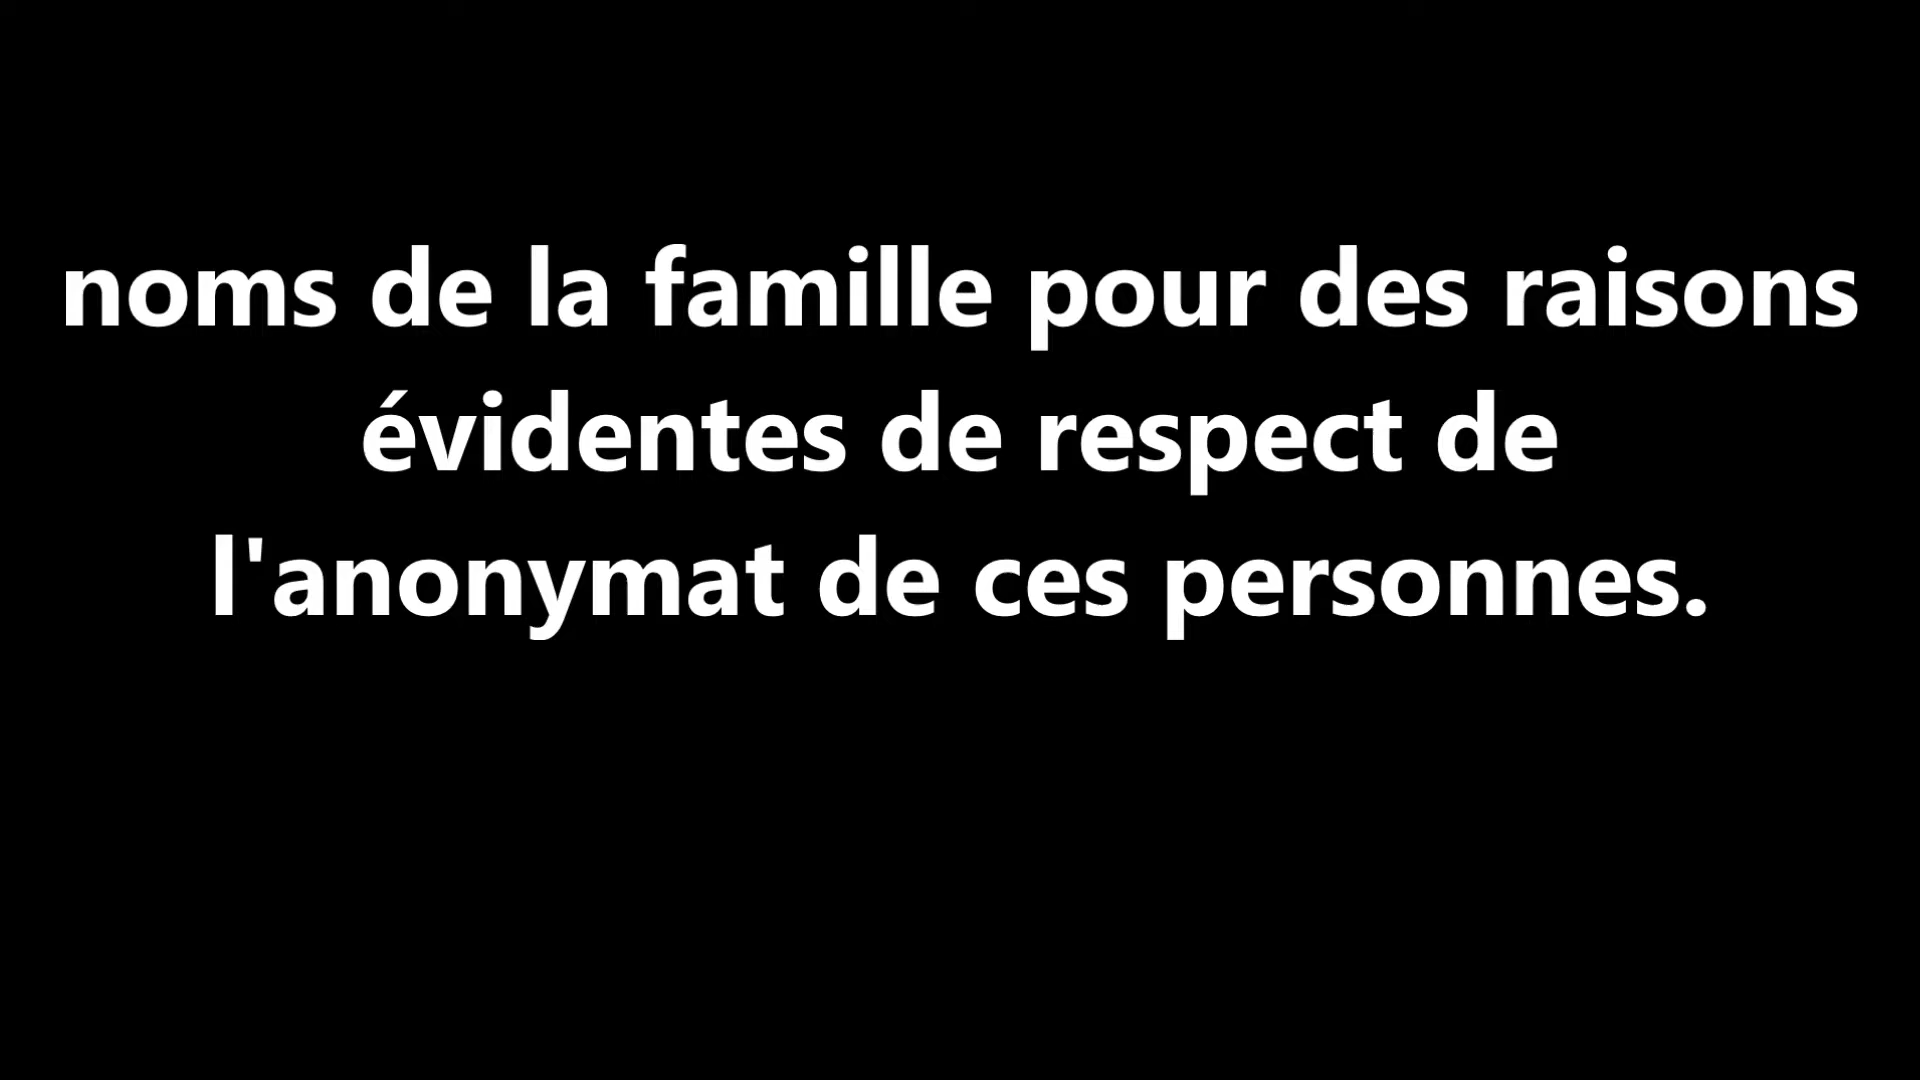 noms de la famille pour des raisons
évidentes de respect de
l'anonymat de ces personnes.